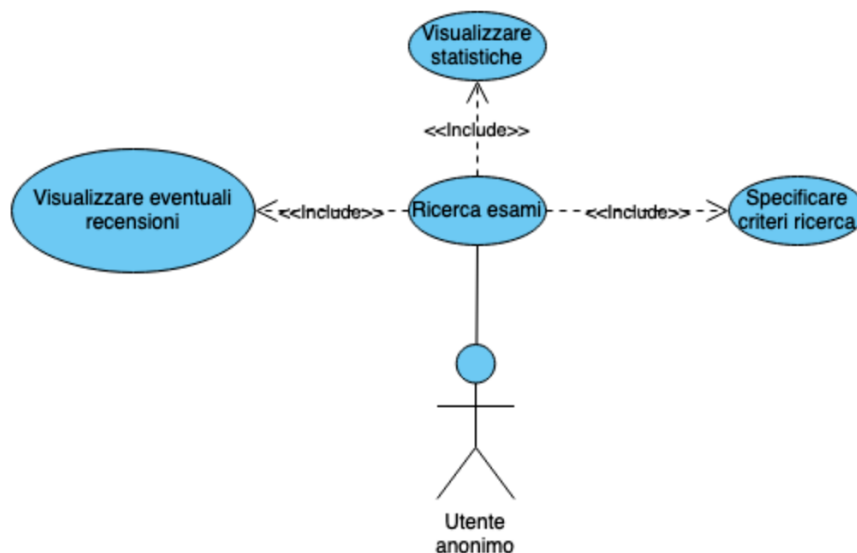 Visualizzare
statistiche
<<Include>>
Visualizzare eventuali
recensioni
<<Include>>
Ricerca esami
<<Include>>
Specificare
criteri ricerca
Utente
anonimo